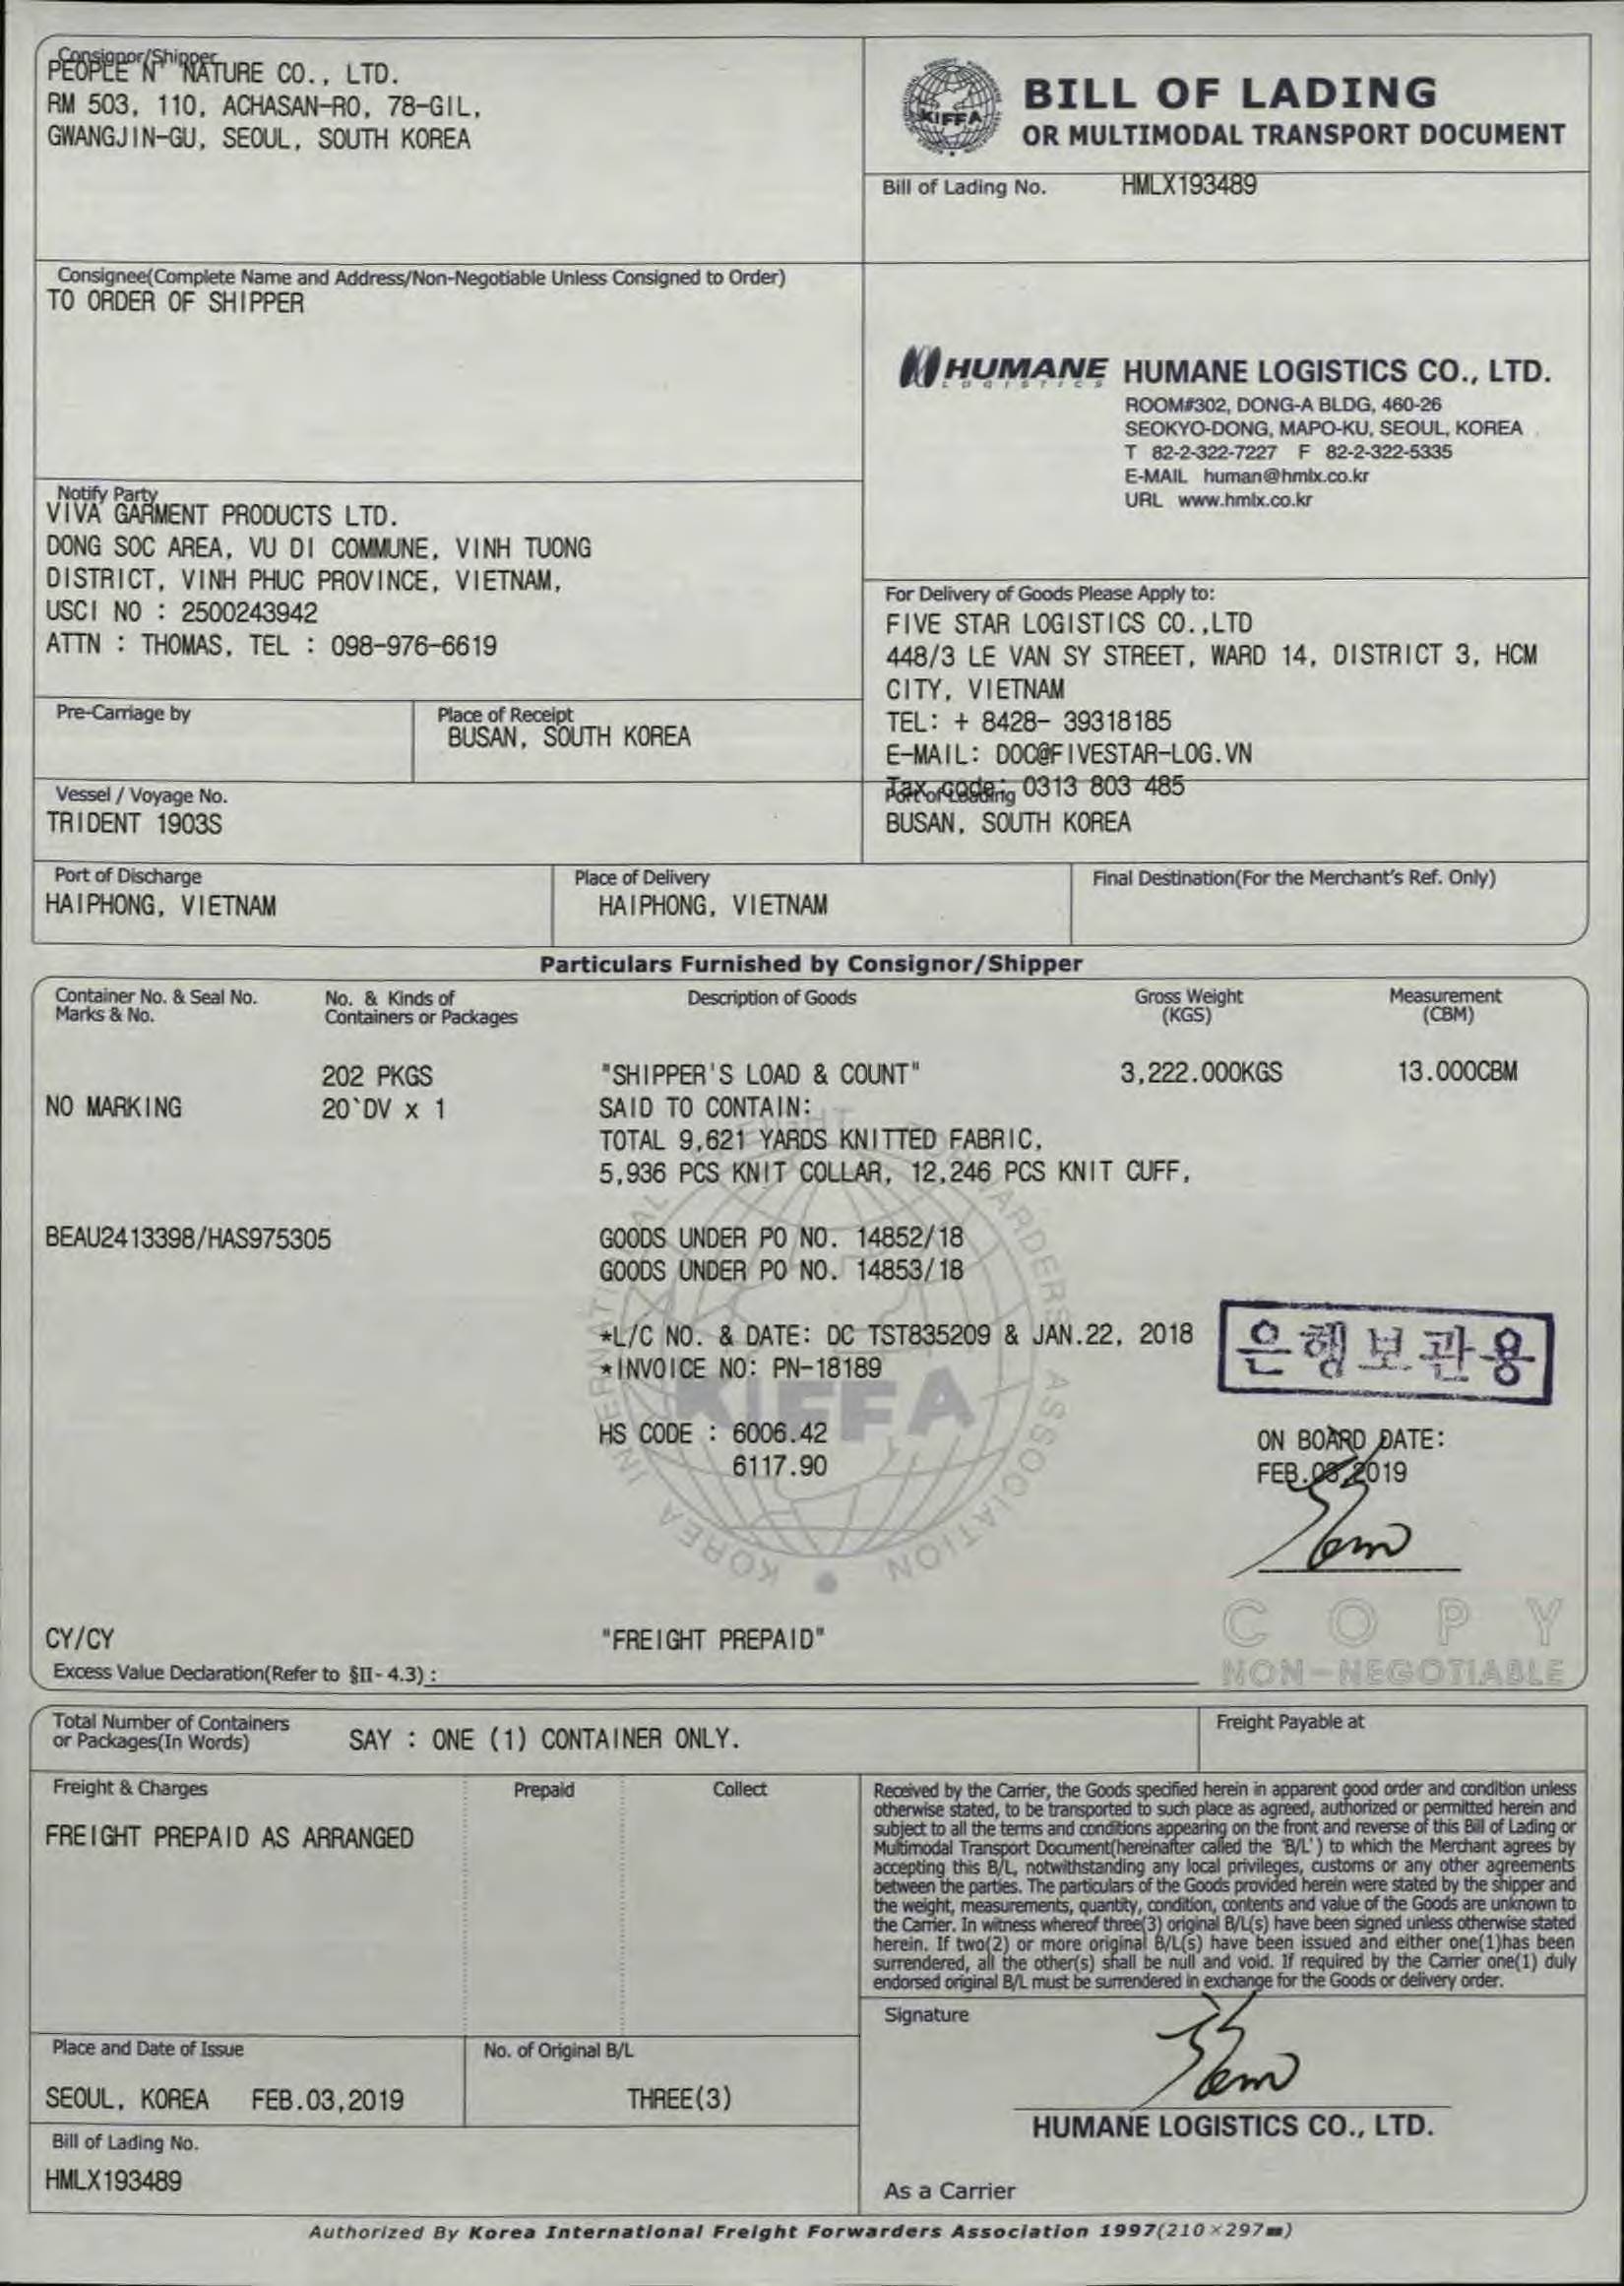 Consignor/Shipper
PEOPLE N' NATURE CO., LTD.
RM 503, 110, ACHASAN-RO, 78-GIL,
GWANGJIN-GU, SEOUL, SOUTH KOREA
KIFFA
BILL OF LADING
OR MULTIMODAL TRANSPORT DOCUMENT
Bill of Lading No. HMLX193489
Consignee(Complete Name and Address/Non-Negotiable Unless Consigned to Order)
TO ORDER OF SHIPPER
HUMANE LOGISTICS HUMANE LOGISTICS CO., LTD.
ROOM#302, DONG-A BLDG, 460-26
SEOKYO-DONG, MAPO-KU, SEOUL, KOREA
T 82-2-322-7227 F 82-2-322-5335
E-MAIL human@hmlx.co.kr
URL www.hmlx.co.kr
Notify Party
VIVA GARMENT PRODUCTS LTD.
DONG SOC AREA, VU DI COMMUNE, VINH TUONG
DISTRICT, VINH PHUC PROVINCE, VIETNAM,
USCI NO : 2500243942
ATTN : THOMAS, TEL : 098-976-6619
For Delivery of Goods Please Apply to:
FIVE STAR LOGISTICS CO.,LTD
448/3 LE VAN SY STREET, WARD 14, DISTRICT 3, HCM
CITY, VIETNAM
TEL: + 8428- 39318185
E-MAIL: DOC@FIVESTAR-LOG.VN
Tax code: 0313 803 485
Pre-Carriage by
Place of Receipt
BUSAN, SOUTH KOREA
Vessel / Voyage No.
TRIDENT 1903S
Port of Loading
BUSAN, SOUTH KOREA
Port of Discharge
HAIPHONG, VIETNAM
Place of Delivery
HAIPHONG, VIETNAM
Final Destination(For the Merchant's Ref. Only)
Particulars Furnished by Consignor/Shipper
Container No. & Seal No.
Marks & No.
No. & Kinds of
Containers or Packages
Description of Goods
Gross Weight
(KGS)
Measurement
(CBM)
202 PKGS "SHIPPER'S LOAD & COUNT" 3,222.000KGS 13.000CBM
NO MARKING 20`DV x 1 SAID TO CONTAIN:
TOTAL 9,621 YARDS KNITTED FABRIC,
5,936 PCS KNIT COLLAR, 12,246 PCS KNIT CUFF,
BEAU2413398/HAS975305 GOODS UNDER PO NO. 14852/18
GOODS UNDER PO NO. 14853/18
*L/C NO. & DATE: DC TST835209 & JAN.22, 2018
*INVOICE NO: PN-18189
은행보관용
HS CODE : 6006.42
6117.90
KIFFA
KOREA INTERNATIONAL FREIGHT FORWARDERS ASSOCIATION
ON BOARD DATE:
FEB.03,2019
CY/CY "FREIGHT PREPAID"
COPY
NON-NEGOTIABLE
Excess Value Declaration(Refer to §II- 4.3) :
Total Number of Containers
or Packages(In Words)
SAY : ONE (1) CONTAINER ONLY.
Freight Payable at
Freight & Charges Prepaid Collect
FREIGHT PREPAID AS ARRANGED
Received by the Carrier, the Goods specified herein in apparent good order and condition unless
otherwise stated, to be transported to such place as agreed, authorized or permitted herein and
subject to all the terms and conditions appearing on the front and reverse of this Bill of Lading or
Multimodal Transport Document(hereinafter called the 'B/L') to which the Merchant agrees by
accepting this B/L, notwithstanding any local privileges, customs or any other agreements
between the parties. The particulars of the Goods provided herein were stated by the shipper and
the weight, measurements, quantity, condition, contents and value of the Goods are unknown to
the Carrier. In witness whereof three(3) original B/L(s) have been signed unless otherwise stated
herein. If two(2) or more original B/L(s) have been issued and either one(1)has been
surrendered, all the other(s) shall be null and void. If required by the Carrier one(1) duly
endorsed original B/L must be surrendered in exchange for the Goods or delivery order.
Signature
HUMANE LOGISTICS CO., LTD.
As a Carrier
Place and Date of Issue
SEOUL, KOREA FEB.03,2019
No. of Original B/L
THREE(3)
Bill of Lading No.
HMLX193489
Authorized By Korea International Freight Forwarders Association 1997(210×297㎜)